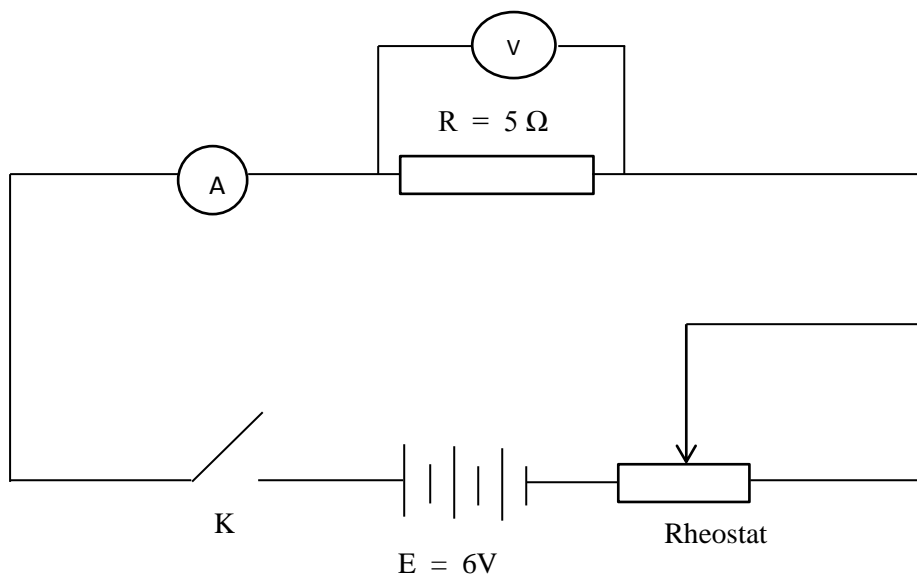 V
R = 5 Ω
A
K
Rheostat
E = 6V